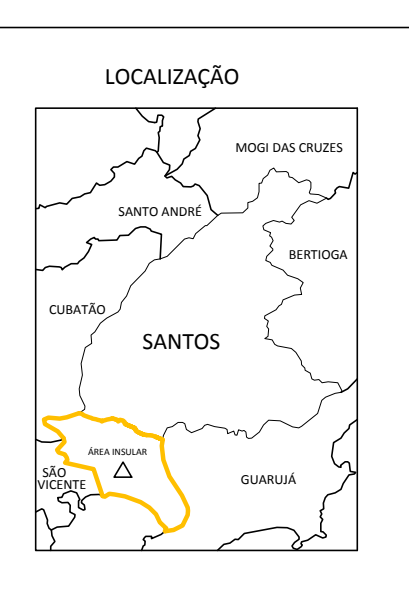 LOCALIZAÇÃO
MOGI DAS CRUZES
SANTO ANDRÉ
BERTIOGA
CUBATÃO
SANTOS
ÁREA INSULAR
SÃO
VICENTE
GUARUJÁ